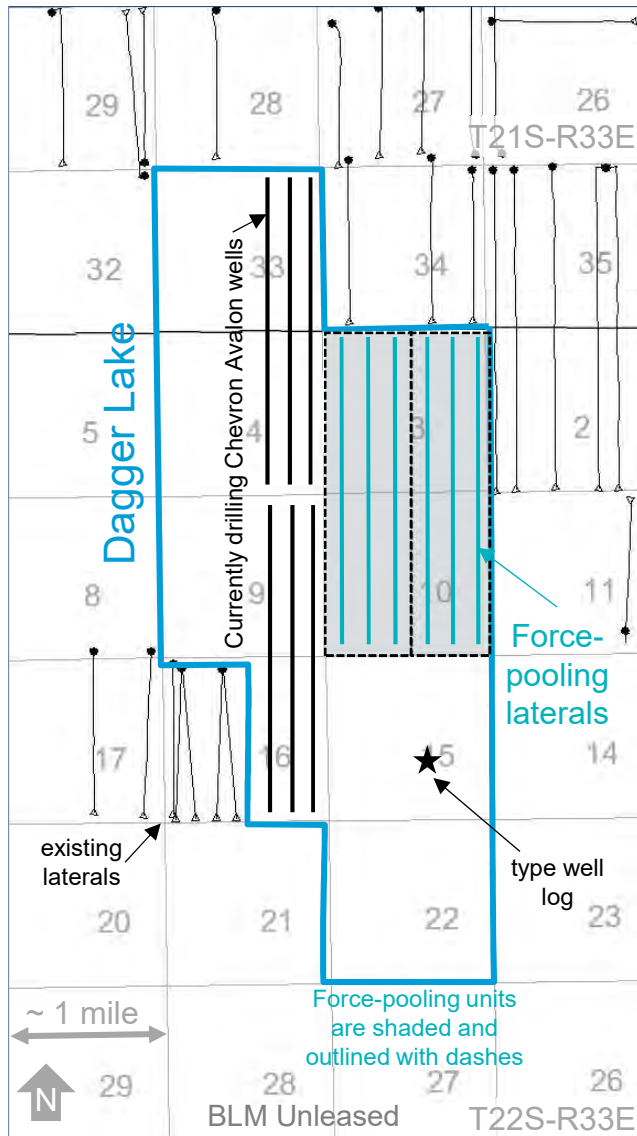 29
28
27
26
T21S-R33E
32
33
34
35
Currently drilling Chevron Avalon wells
Dagger Lake
5
4
3
2
8
9
10
11
Force-
pooling
laterals
17
16
15
14
existing
laterals
type well
log
20
21
22
23
Force-pooling units
are shaded and
outlined with dashes
~ 1 mile
N
29
28
27
26
BLM Unleased
T22S-R33E